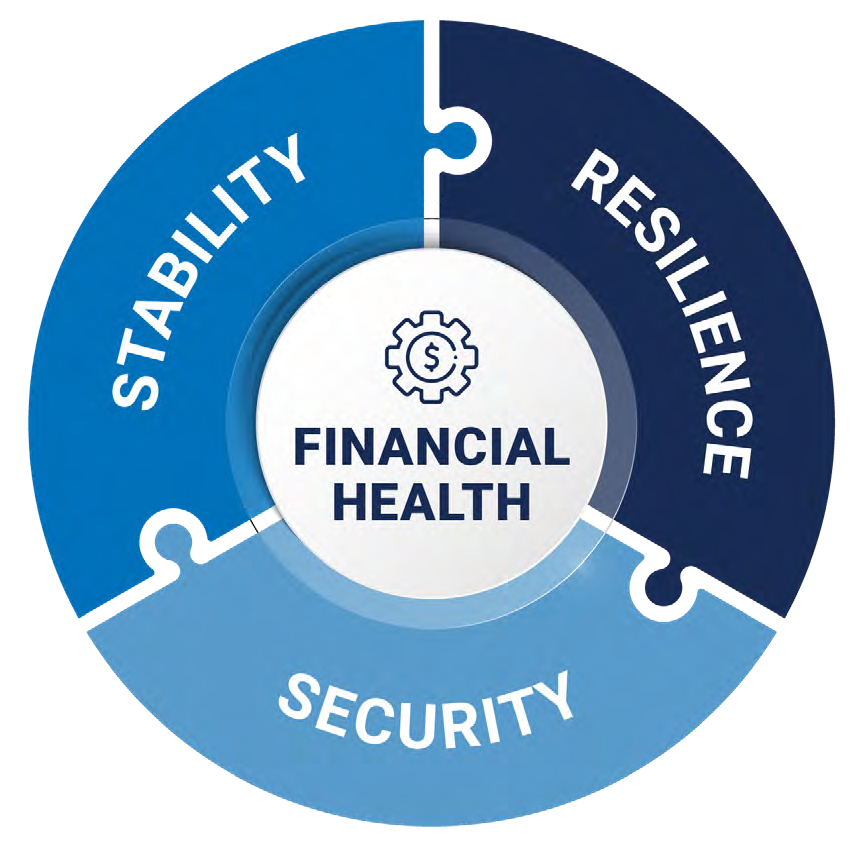 STABILITY
RESILIENCE
$
FINANCIAL
HEALTH
SECURITY